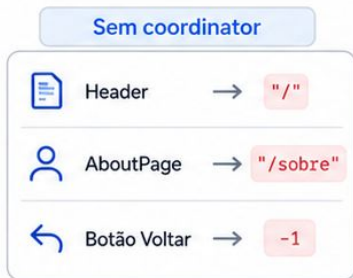 Sem coordinator
Header → "/"
AboutPage → "/sobre"
Botão Voltar → -1